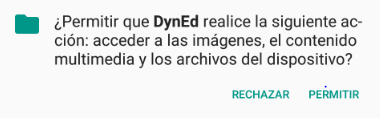 ¿Permitir que DynEd realice la siguiente ac-
ción: acceder a las imágenes, el contenido
multimedia y los archivos del dispositivo?
RECHAZAR PERMITIR